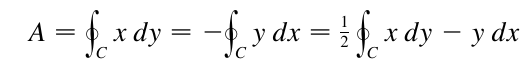 A = ∮_C x dy = −∮_C y dx = ½ ∮_C x dy − y dx